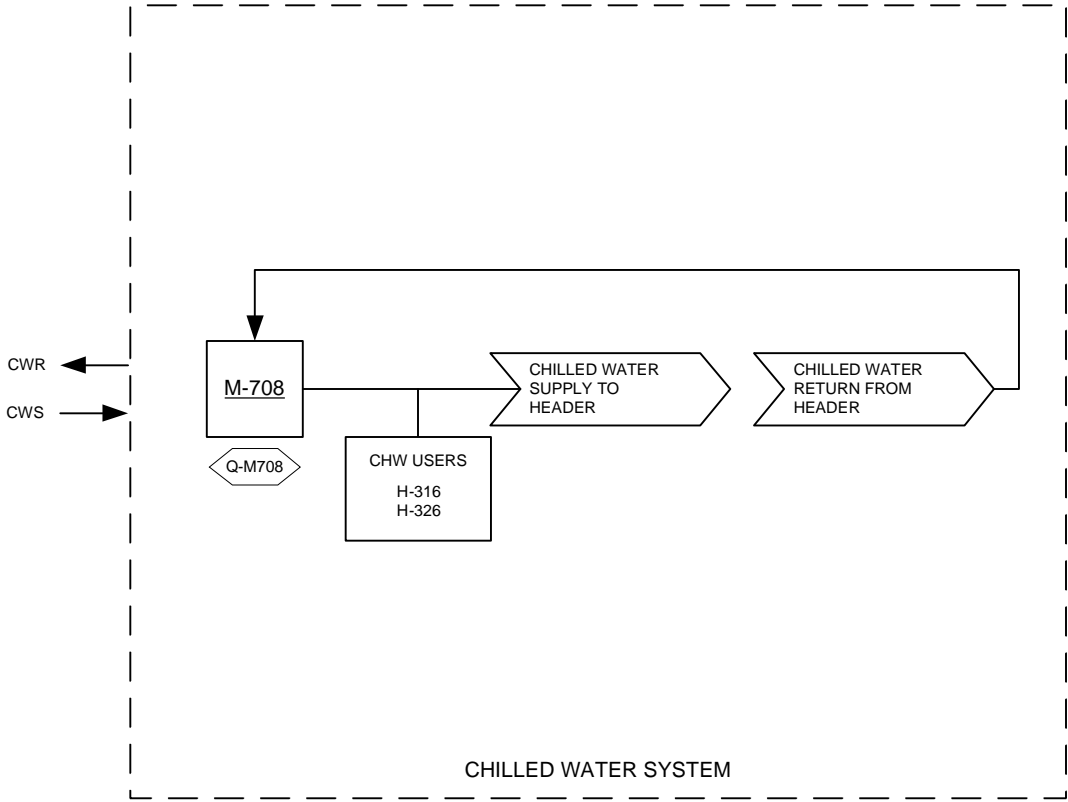 CWR
CWS
M-708
Q-M708
CHW USERS
H-316
H-326
CHILLED WATER
SUPPLY TO
HEADER
CHILLED WATER
RETURN FROM
HEADER
CHILLED WATER SYSTEM